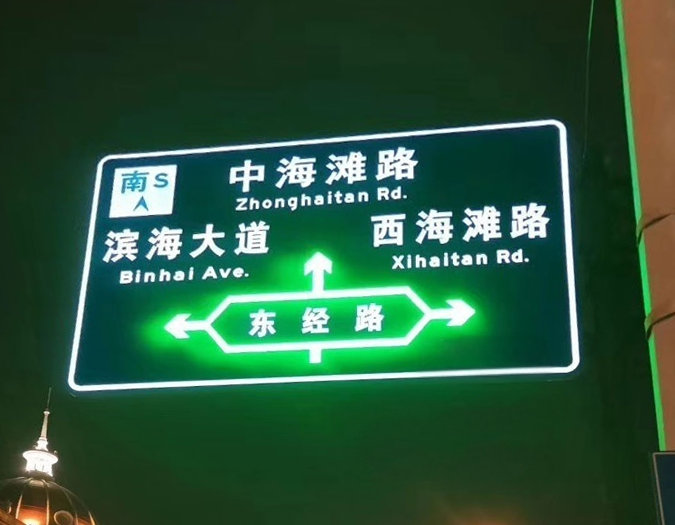 南 S
中海滩路
Zhonghaitan Rd.
滨海大道
Binhai Ave.
西海滩路
Xihaitan Rd.
东经路